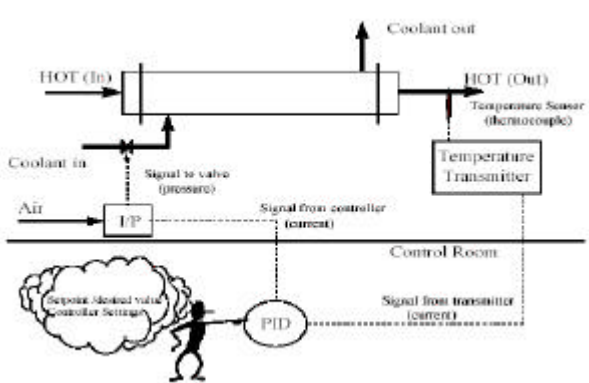 Coolant out
HOT (In)
HOT (Out)
Temperature Sensor
(thermocouple)
Coolant in
Signal to valve
(pressure)
Temperature
Transmitter
Air
I/P
Signal from controller
(current)
Control Room
Setpoint /desired value
Controller Settings
PID
Signal from transmitter
(current)